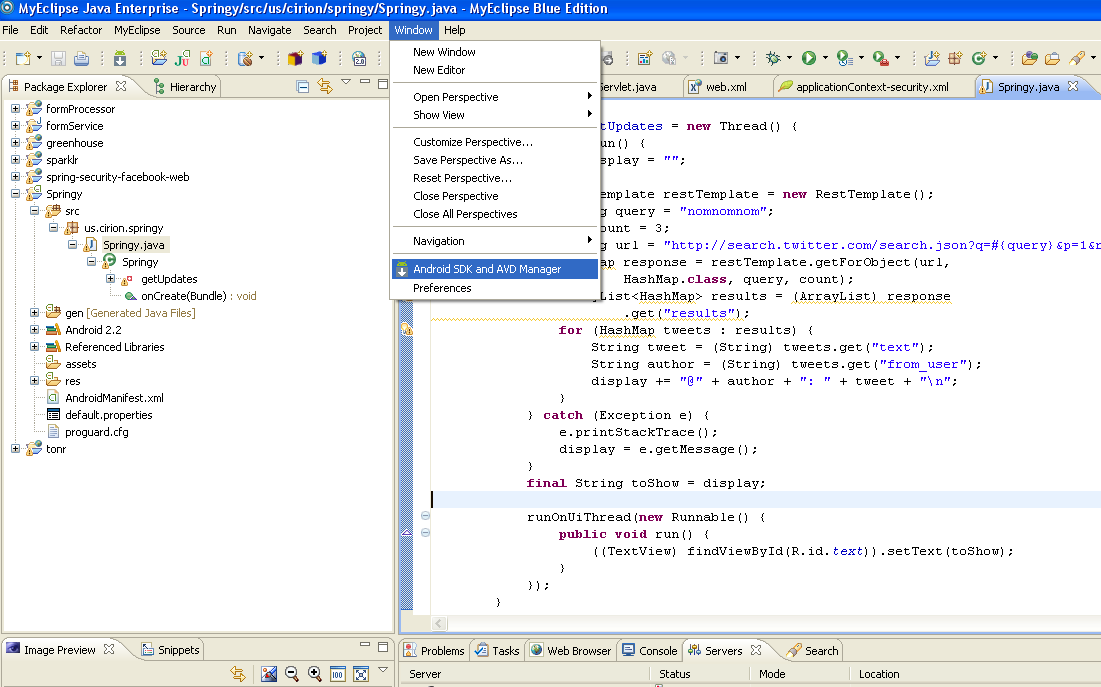 MyEclipse Java Enterprise - Springy/src/us/cirion/springy/Springy.java - MyEclipse Blue Edition
File Edit Refactor MyEclipse Source Run Navigate Search Project Window Help
Package Explorer Hierarchy
formProcessor
formService
greenhouse
sparklr
spring-security-facebook-web
Springy
src
us.cirion.springy
Springy.java
Springy
getUpdates
onCreate(Bundle) : void
gen [Generated Java Files]
Android 2.2
Referenced Libraries
assets
res
AndroidManifest.xml
default.properties
proguard.cfg
tonr
New Window
New Editor
Open Perspective
Show View
Customize Perspective...
Save Perspective As...
Reset Perspective...
Close Perspective
Close All Perspectives
Navigation
Android SDK and AVD Manager
Preferences
ervlet.java web.xml applicationContext-security.xml Springy.java
tUpdates = new Thread() {
un() {
splay = "";
emplate restTemplate = new RestTemplate();
g query = "nomnomnom";
ount = 3;
g url = "http://search.twitter.com/search.json?q=#{query}&p=1&r
ap response = restTemplate.getForObject(url,
HashMap.class, query, count);
List<HashMap> results = (ArrayList) response
.get("results");
for (HashMap tweets : results) {
String tweet = (String) tweets.get("text");
String author = (String) tweets.get("from_user");
display += "@" + author + ": " + tweet + "\n";
}
} catch (Exception e) {
e.printStackTrace();
display = e.getMessage();
}
final String toShow = display;
runOnUiThread(new Runnable() {
public void run() {
((TextView) findViewById(R.id.text)).setText(toShow);
}
});
}
Image Preview Snippets
Problems Tasks Web Browser Console Servers Search
Server Status Mode Location